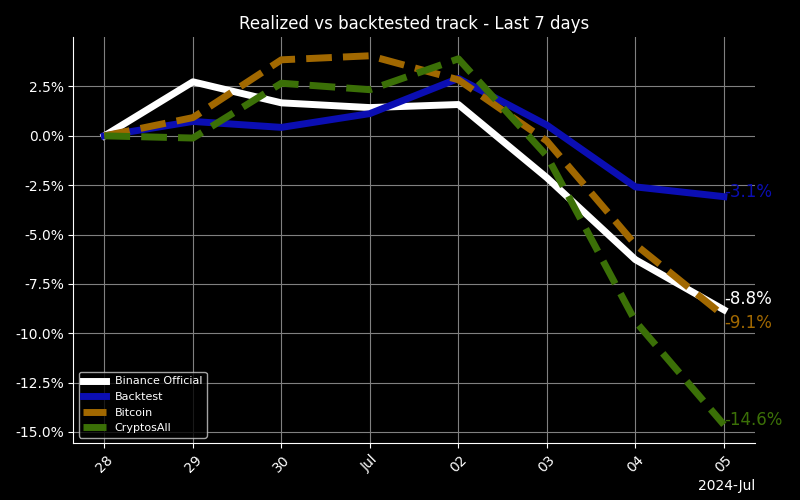 Realized vs backtested track - Last 7 days
2.5%
0.0%
-2.5%
-5.0%
-7.5%
-10.0%
-12.5%
-15.0%
-3.1%
-8.8%
-9.1%
-14.6%
Binance Official
Backtest
Bitcoin
CryptosAll
28 29 30 Jul 02 03 04 05
2024-Jul